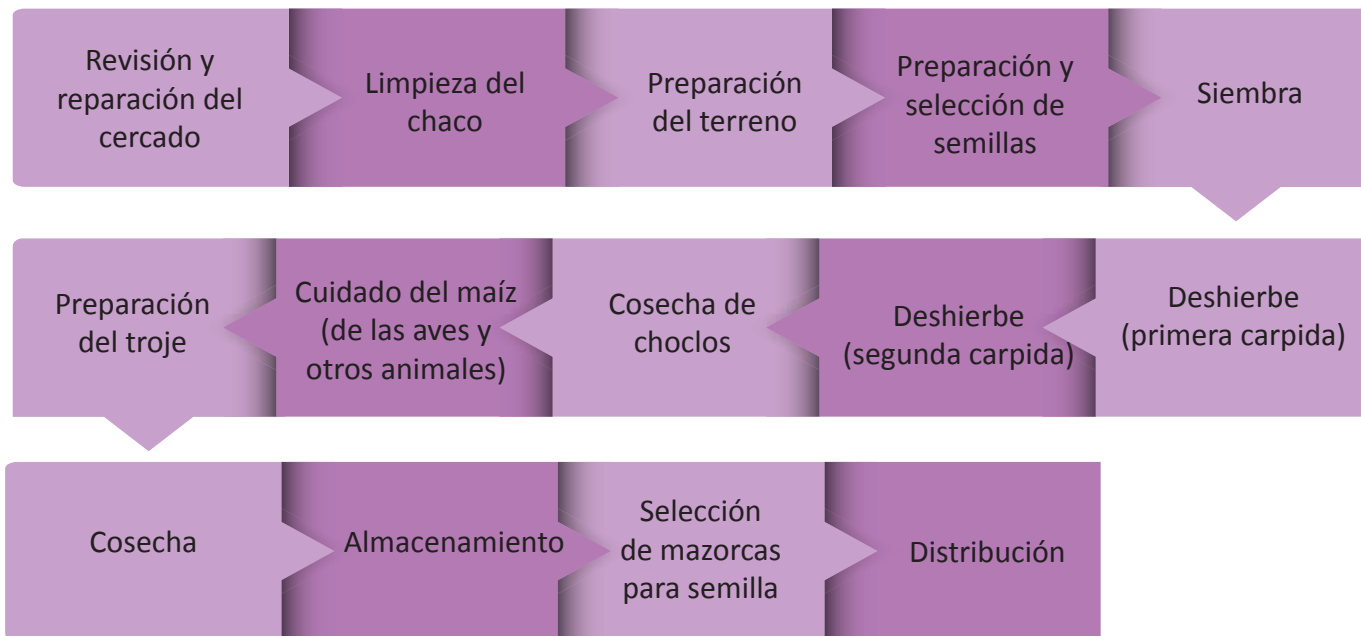 Revisión y
reparación del
cercado
Limpieza del
chaco
Preparación
del terreno
Preparación y
selección de
semillas
Siembra
Deshierbe
(primera carpida)
Deshierbe
(segunda carpida)
Cosecha de
choclos
Cuidado del maíz
(de las aves y
otros animales)
Preparación
del troje
Cosecha
Almacenamiento
Selección
de mazorcas
para semilla
Distribución